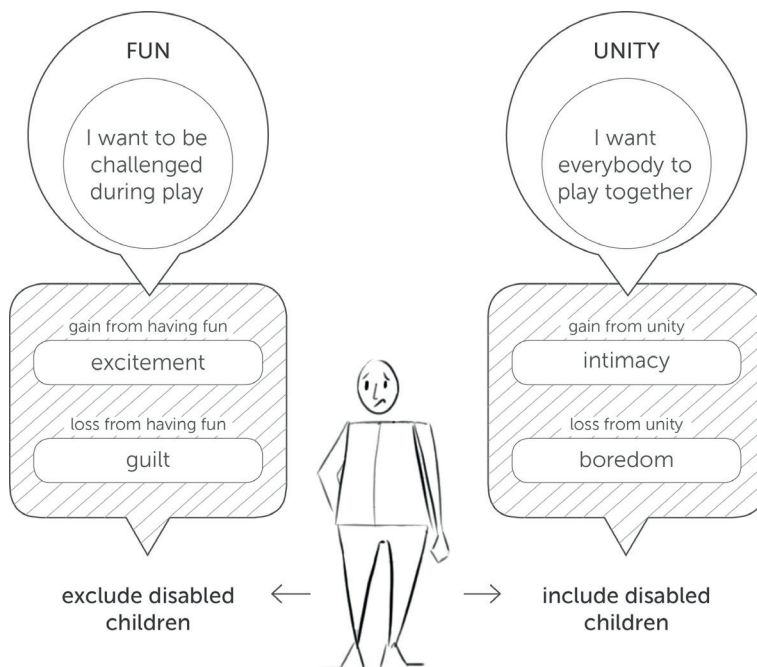 FUN
I want to be
challenged
during play
gain from having fun
excitement
loss from having fun
guilt
exclude disabled
children
UNITY
I want
everybody to
play together
gain from unity
intimacy
loss from unity
boredom
include disabled
children